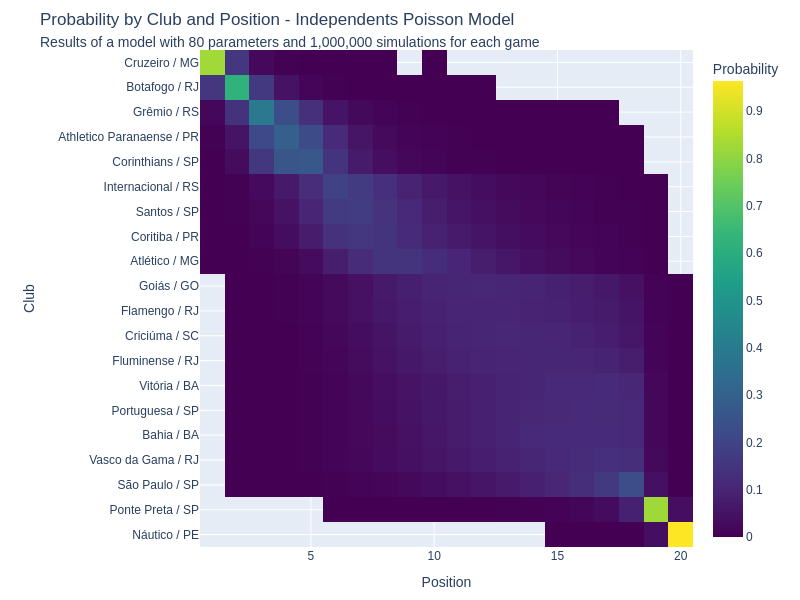 Probability by Club and Position - Independents Poisson Model
Results of a model with 80 parameters and 1,000,000 simulations for each game
Probability
Cruzeiro / MG
Botafogo / RJ
Grêmio / RS
Athletico Paranaense / PR
Corinthians / SP
Internacional / RS
Santos / SP
Coritiba / PR
Atlético / MG
Goiás / GO
Flamengo / RJ
Criciúma / SC
Fluminense / RJ
Vitória / BA
Portuguesa / SP
Bahia / BA
Vasco da Gama / RJ
São Paulo / SP
Ponte Preta / SP
Náutico / PE
Club
5
10
15
20
Position
0.9
0.8
0.7
0.6
0.5
0.4
0.3
0.2
0.1
0